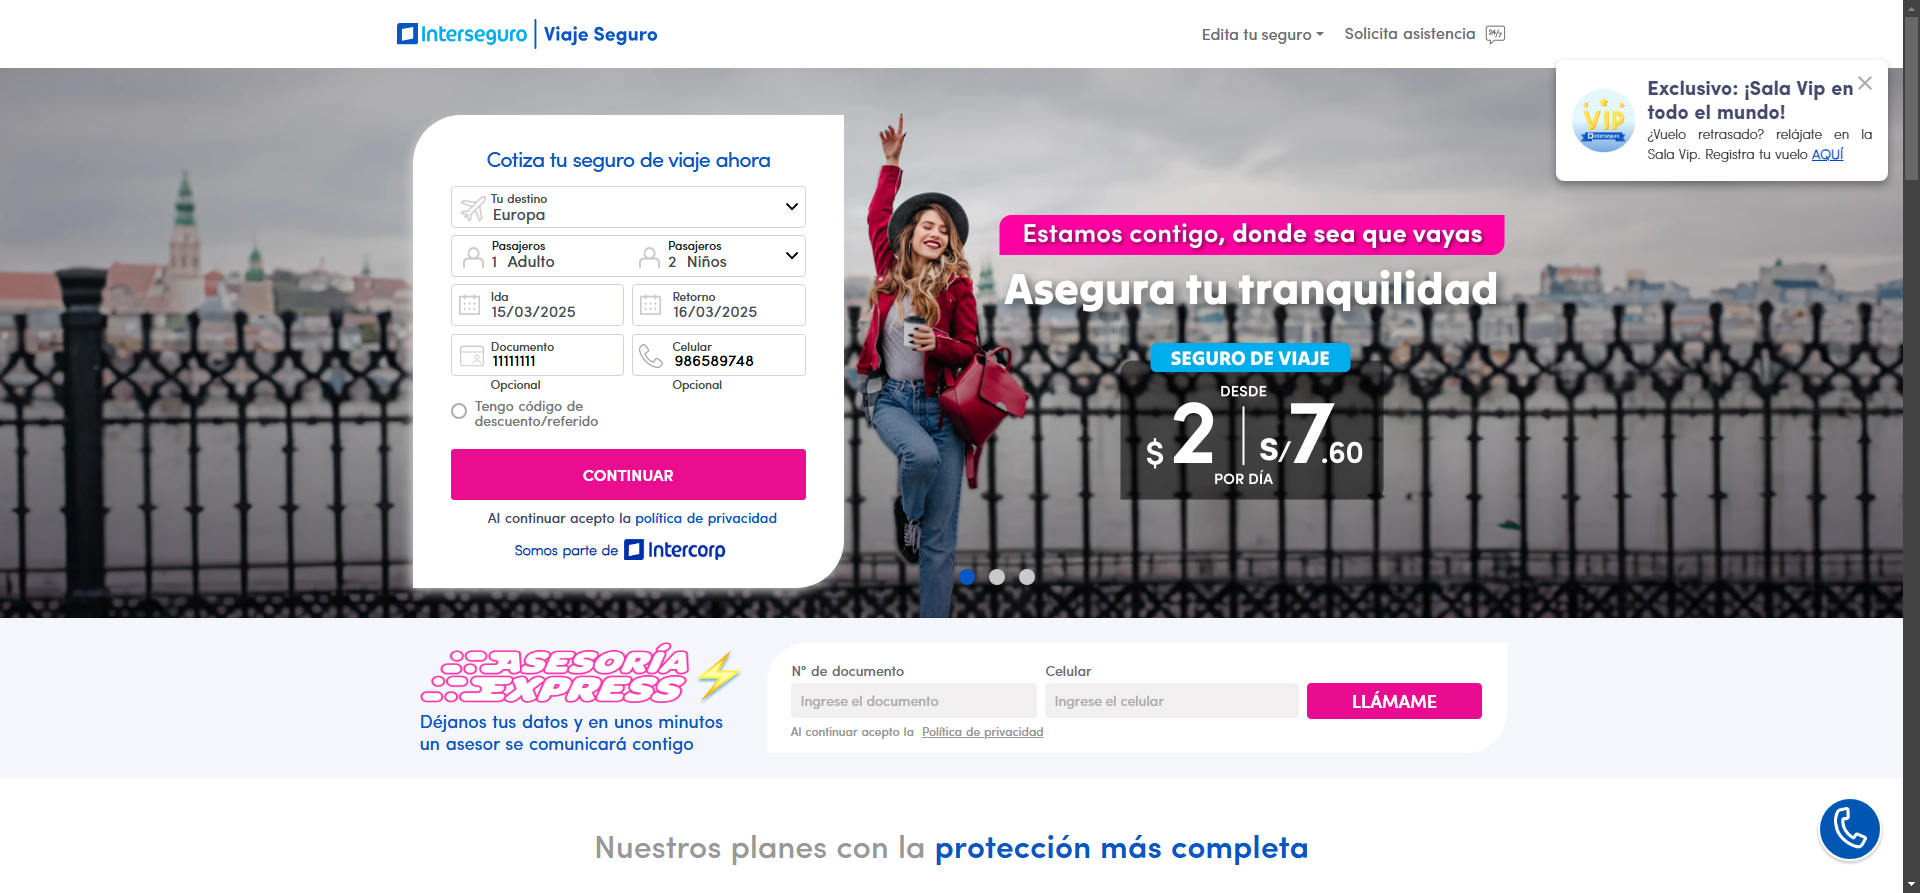 Interseguro | Viaje Seguro
Edita tu seguro
Solicita asistencia
24/7
Exclusivo: ¡Sala Vip en
todo el mundo!
¿Vuelo retrasado? relájate en la
Sala Vip. Registra tu vuelo AQUÍ
VIP
Interseguro
Cotiza tu seguro de viaje ahora
Tu destino
Europa
Pasajeros
1 Adulto
Pasajeros
2 Niños
Ida
15/03/2025
Retorno
16/03/2025
Documento
11111111
Opcional
Celular
986589748
Opcional
Tengo código de
descuento/referido
CONTINUAR
Al continuar acepto la política de privacidad
Somos parte de Intercorp
Estamos contigo, donde sea que vayas
Asegura tu tranquilidad
SEGURO DE VIAJE
DESDE
$ 2 | S/7.60
POR DÍA
ASESORÍA
EXPRESS
Déjanos tus datos y en unos minutos
un asesor se comunicará contigo
N° de documento
Ingrese el documento
Celular
Ingrese el celular
LLÁMAME
Al continuar acepto la Política de privacidad
Nuestros planes con la protección más completa